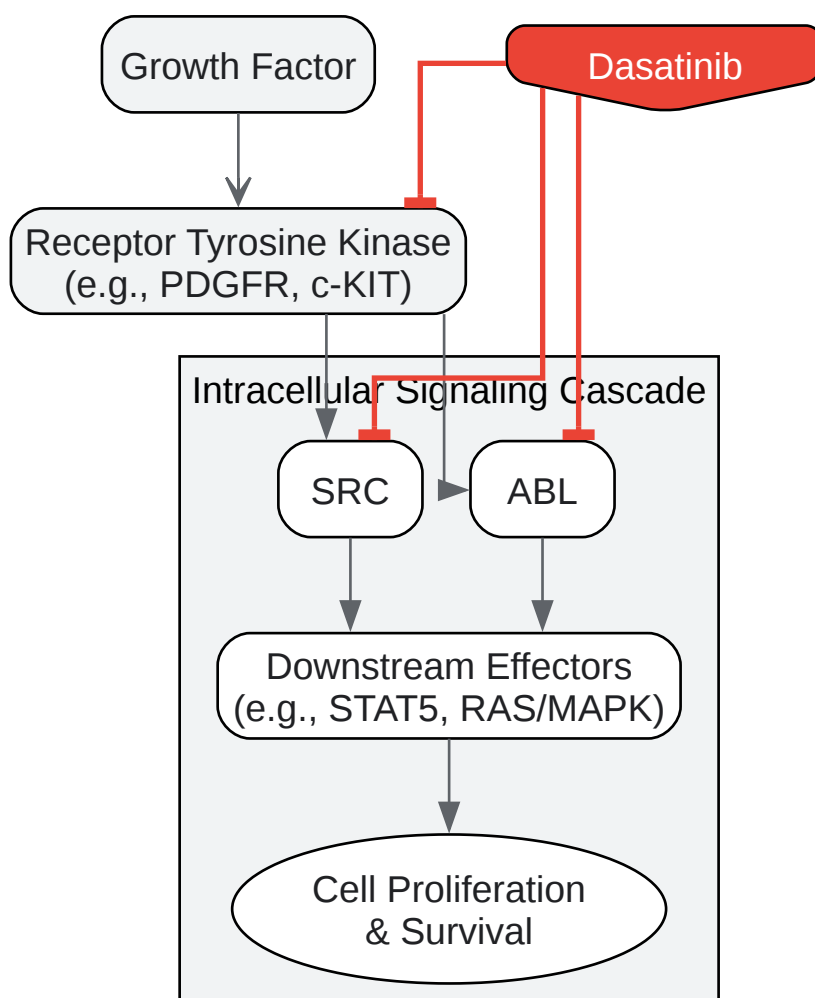 Growth Factor
Dasatinib
Receptor Tyrosine Kinase
(e.g., PDGFR, c-KIT)
Intracellular Signaling Cascade
SRC
ABL
Downstream Effectors
(e.g., STAT5, RAS/MAPK)
Cell Proliferation
& Survival